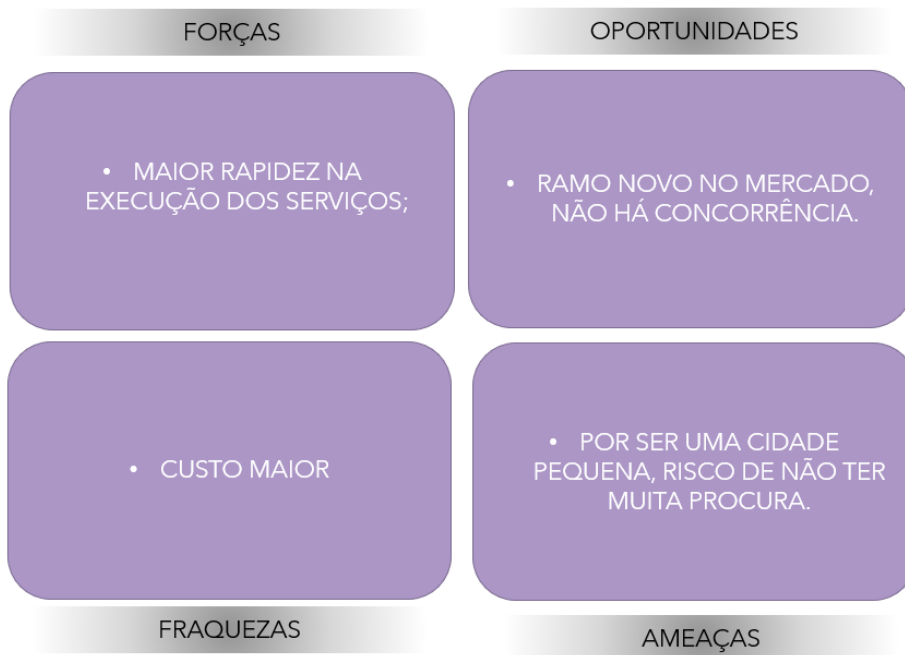 FORÇAS
OPORTUNIDADES
• MAIOR RAPIDEZ NA
EXECUÇÃO DOS SERVIÇOS;
• RAMO NOVO NO MERCADO,
NÃO HÁ CONCORRÊNCIA.
• CUSTO MAIOR
• POR SER UMA CIDADE
PEQUENA, RISCO DE NÃO TER
MUITA PROCURA.
FRAQUEZAS
AMEAÇAS